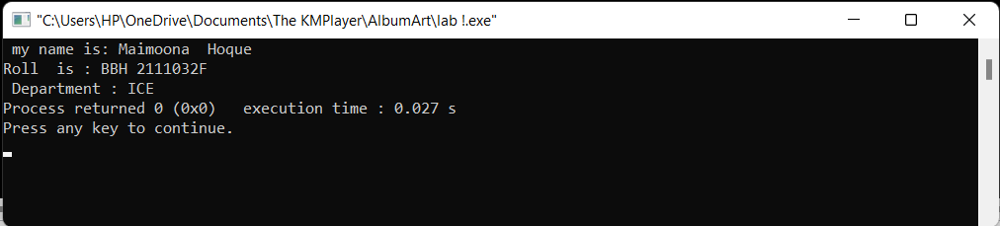 "C:\Users\HP\OneDrive\Documents\The KMPlayer\AlbumArt\lab !.exe"
 my name is: Maimoona  Hoque
Roll  is : BBH 2111032F
 Department : ICE
Process returned 0 (0x0)   execution time : 0.027 s
Press any key to continue.